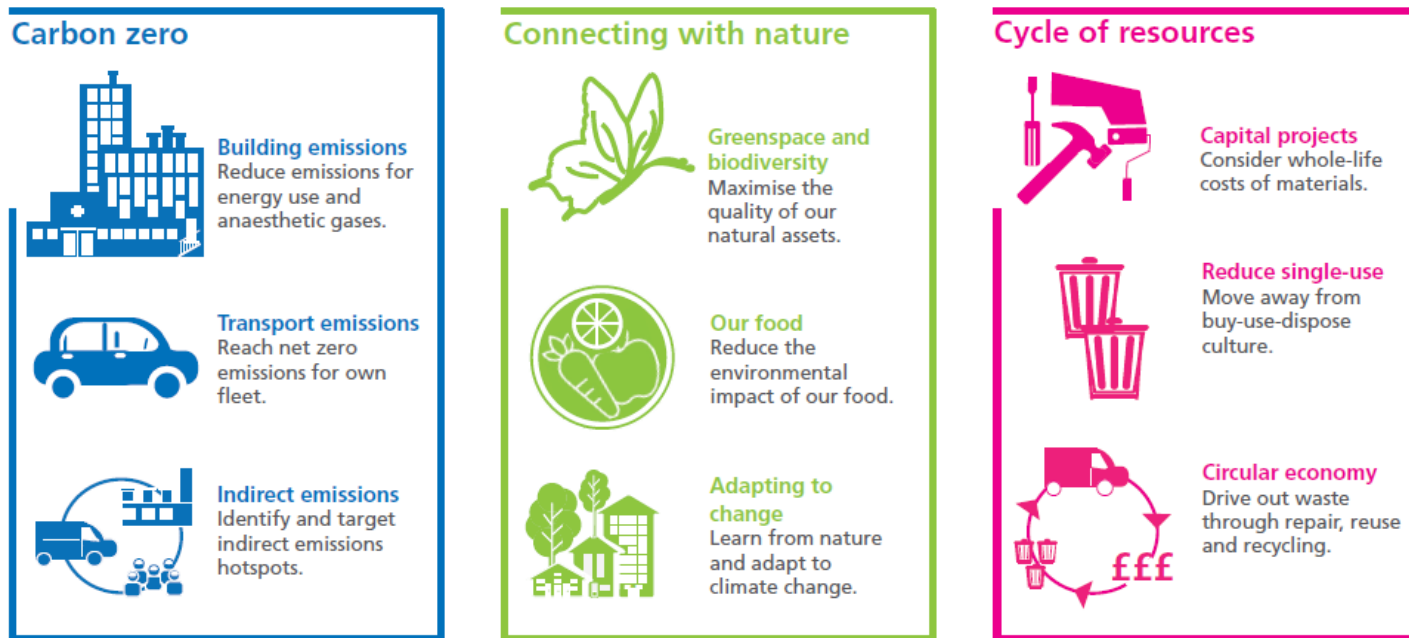 Carbon zero
Building emissions
Reduce emissions for
energy use and
anaesthetic gases.
Transport emissions
Reach net zero
emissions for own
fleet.
Indirect emissions
Identify and target
indirect emissions
hotspots.
Connecting with nature
Greenspace and
biodiversity
Maximise the
quality of our
natural assets.
Our food
Reduce the
environmental
impact of our food.
Adapting to
change
Learn from nature
and adapt to
climate change.
Cycle of resources
Capital projects
Consider whole-life
costs of materials.
Reduce single-use
Move away from
buy-use-dispose
culture.
Circular economy
Drive out waste
through repair, reuse
and recycling.
£££